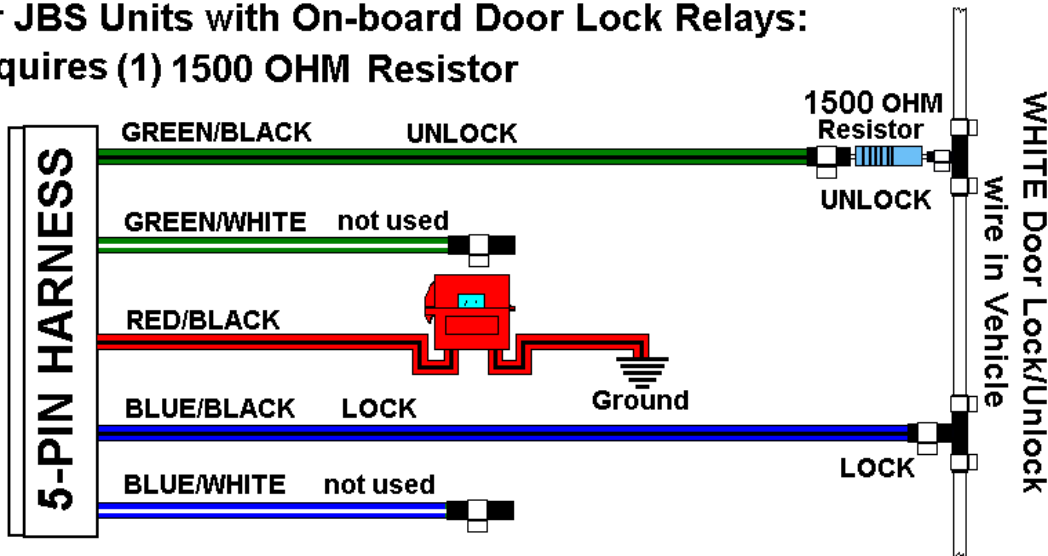 r JBS Units with On-board Door Lock Relays:
quires (1) 1500 OHM Resistor
1500 OHM
Resistor
GREEN/BLACK UNLOCK
UNLOCK
GREEN/WHITE not used
RED/BLACK
Ground
BLUE/BLACK LOCK
LOCK
BLUE/WHITE not used
5-PIN HARNESS
WHITE Door Lock/Unlock
wire in Vehicle